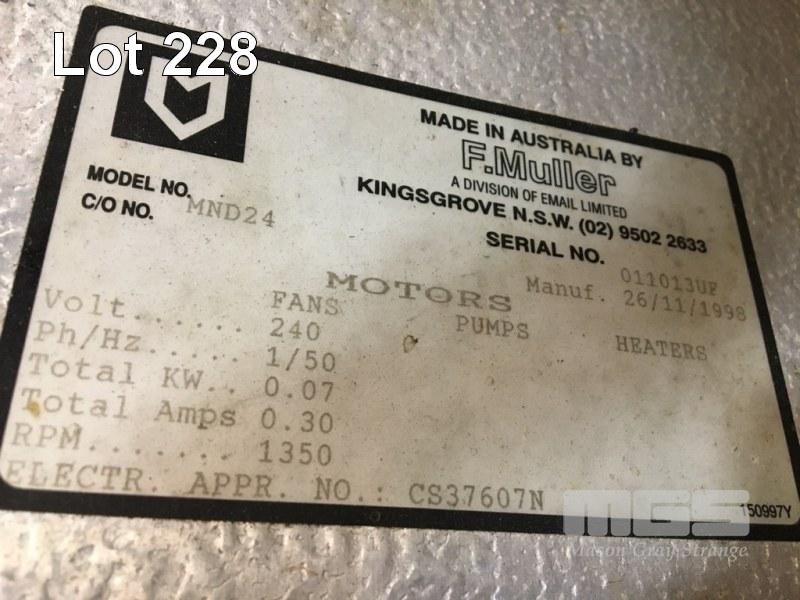 Lot 228
MADE IN AUSTRALIA BY
F.Muller
A DIVISION OF EMAIL LIMITED
KINGSGROVE N.S.W. (02) 9502 2633
MODEL NO. MND24
C/O NO.
SERIAL NO. 011013UF
Manuf. 26/11/1998
MOTORS
FANS PUMPS HEATERS
Volt...... 240
Ph/Hz..... 1/50
Total KW.. 0.07
Total Amps 0.30
RPM....... 1350
ELECTR. APPR. NO.: CS37607N
150997Y
MGS
Mason Gray Strange